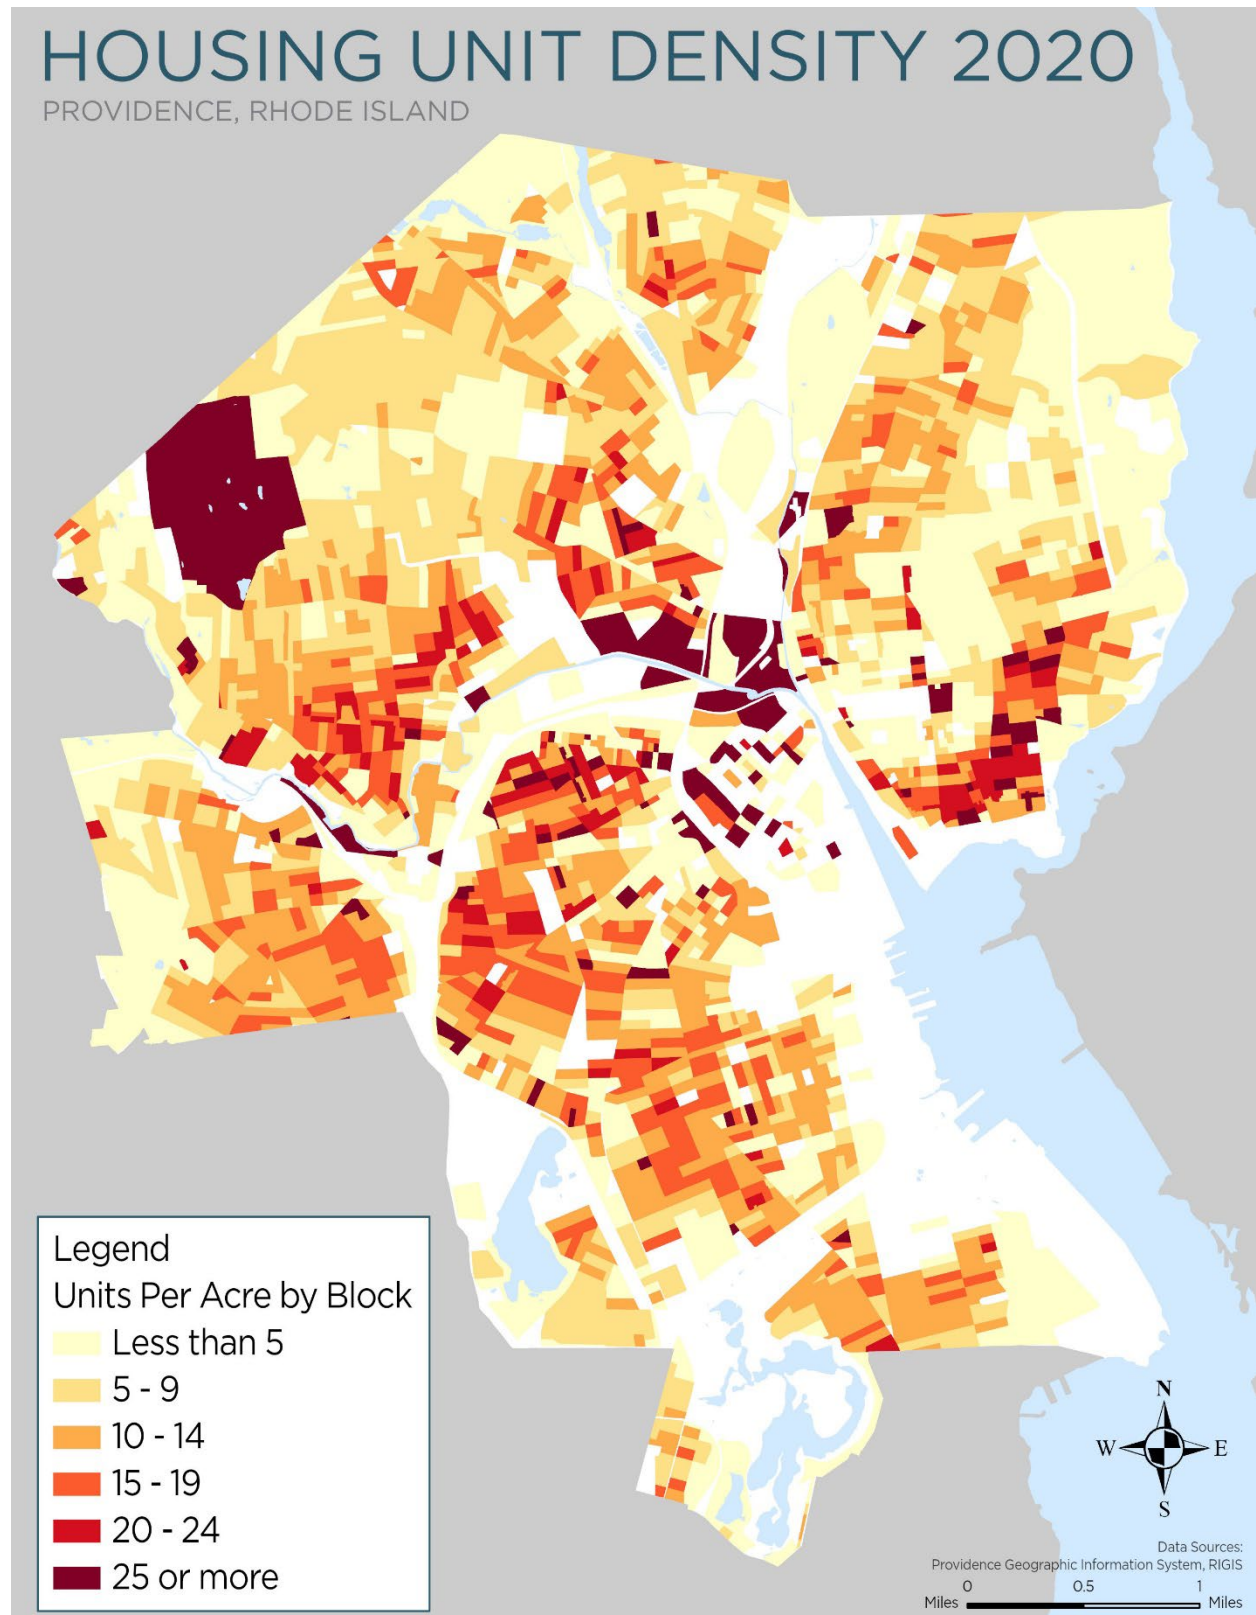 HOUSING UNIT DENSITY 2020
PROVIDENCE, RHODE ISLAND
Legend
Units Per Acre by Block
Less than 5
5 - 9
10 - 14
15 - 19
20 - 24
25 or more
N
W E
S
Data Sources:
Providence Geographic Information System, RIGIS
0 0.5 1
Miles Miles